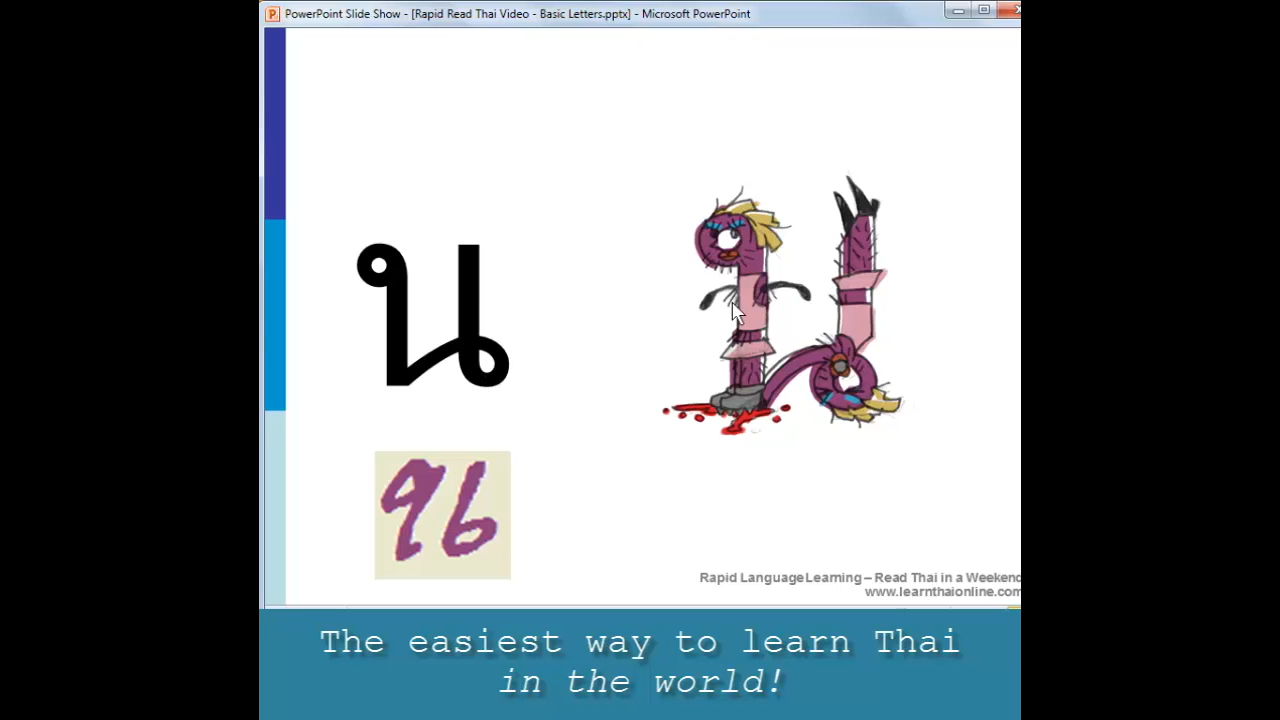 PowerPoint Slide Show - [Rapid Read Thai Video - Basic Letters.pptx] - Microsoft PowerPoint
น
96
Rapid Language Learning – Read Thai in a Weekend
www.learnthaionline.com
The easiest way to learn Thai
in the world!